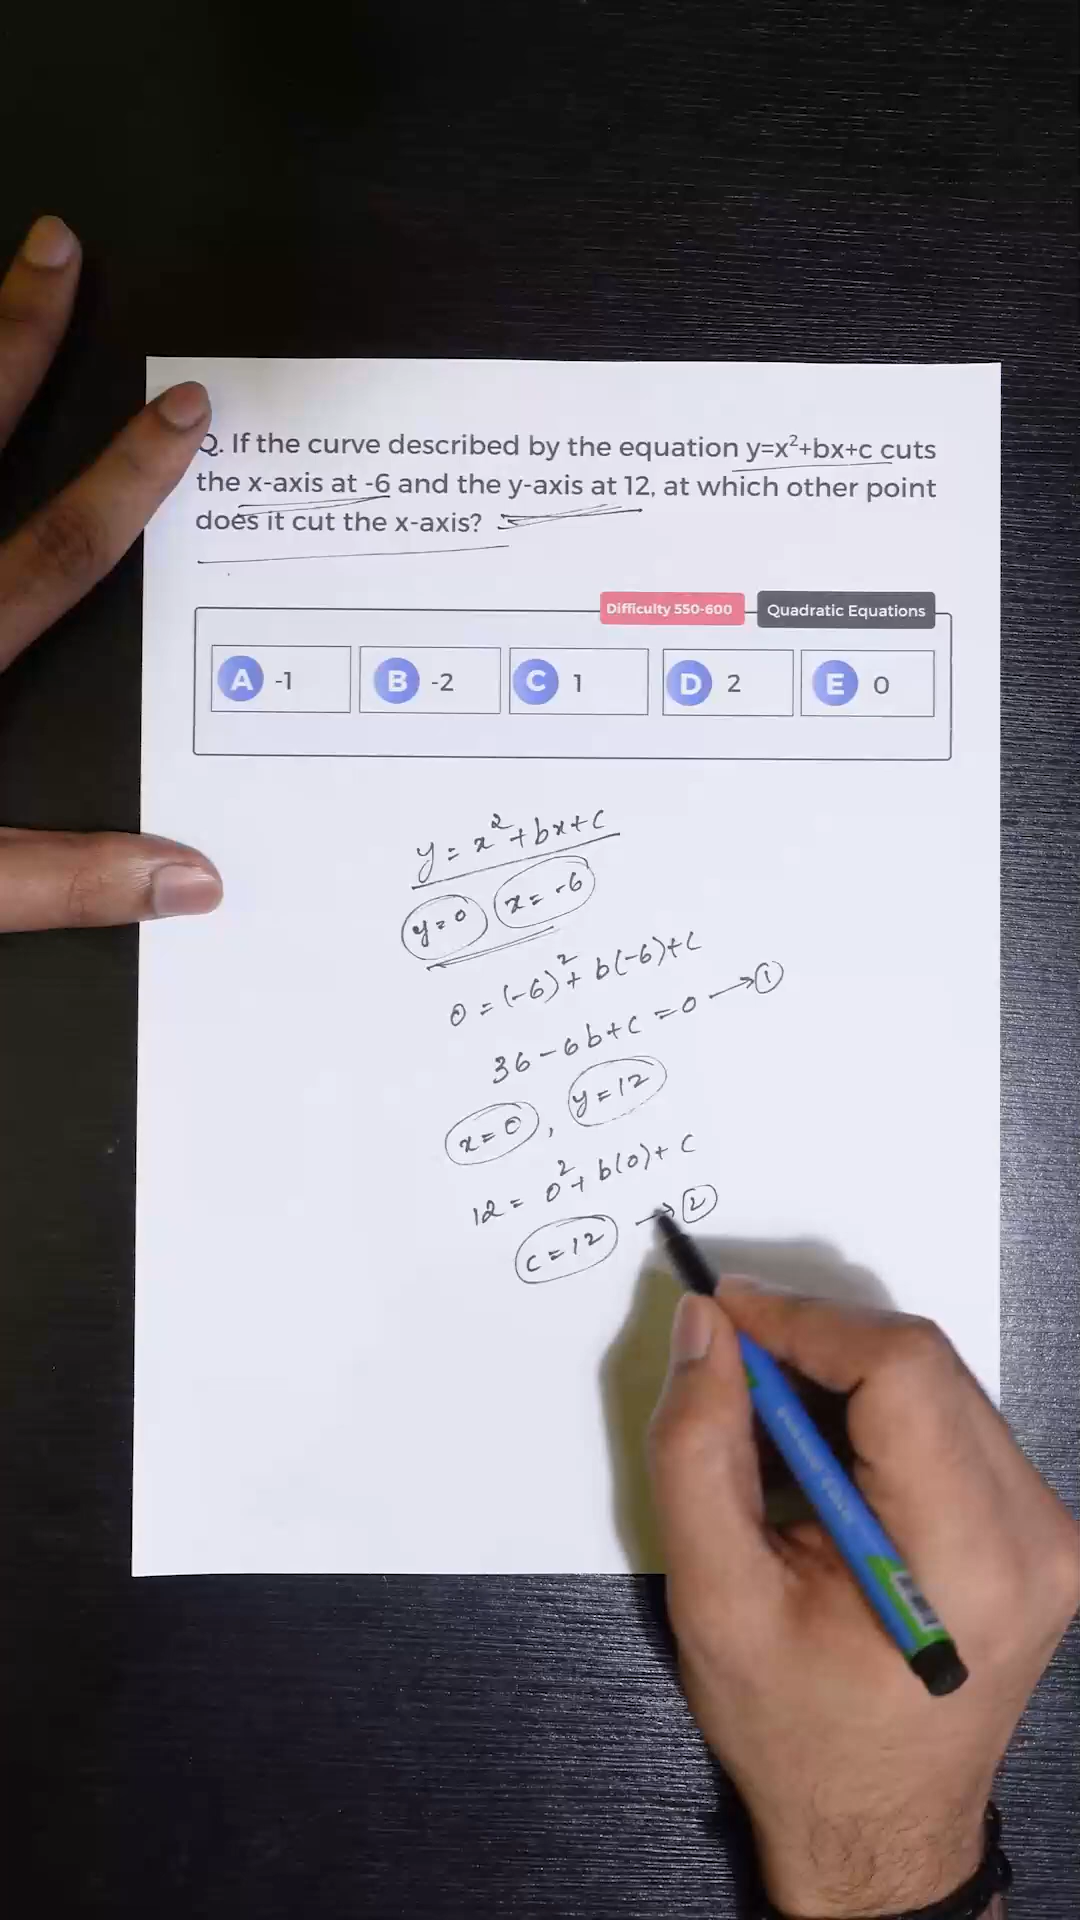 Q. If the curve described by the equation y=x²+bx+c cuts
the x-axis at -6 and the y-axis at 12, at which other point
does it cut the x-axis?
Difficulty 550-600 Quadratic Equations
A -1 B -2 C 1 D 2 E 0
y = x² + bx + c
y = 0 x = -6
0 = (-6)² + b(-6) + c
36 - 6b + c = 0 → ①
x = 0, y = 12
12 = 0² + b(0) + c
c = 12 → ②